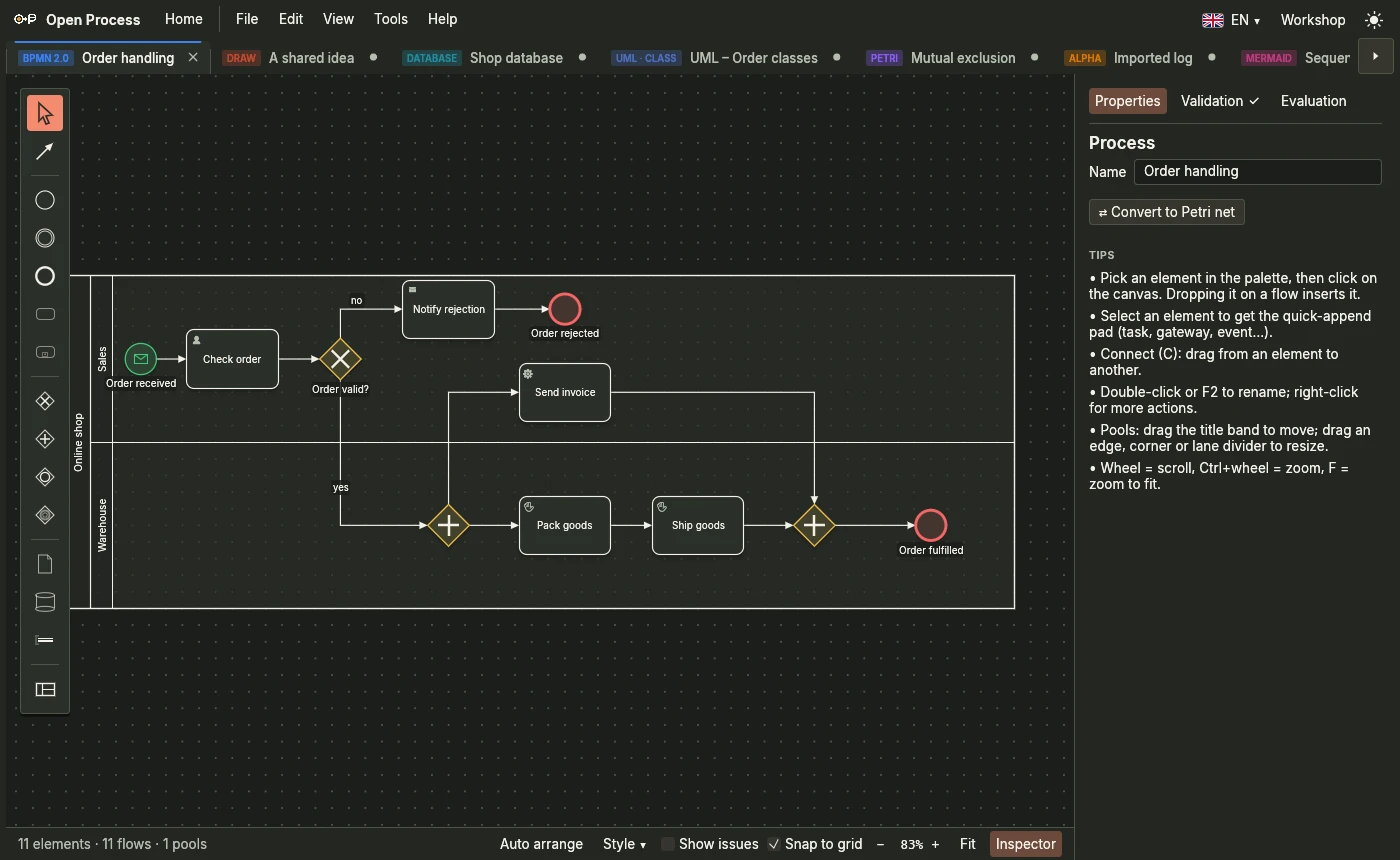 Open Process
Home
File
Edit
View
Tools
Help
EN
Workshop
BPMN 2.0 Order handling
DRAW A shared idea
DATABASE Shop database
UML · CLASS UML – Order classes
PETRI Mutual exclusion
ALPHA Imported log
MERMAID Sequer
Properties
Validation ✓
Evaluation
Process
Name Order handling
⇄ Convert to Petri net
TIPS
• Pick an element in the palette, then click on
the canvas. Dropping it on a flow inserts it.
• Select an element to get the quick-append
pad (task, gateway, event...).
• Connect (C): drag from an element to
another.
• Double-click or F2 to rename; right-click
for more actions.
• Pools: drag the title band to move; drag an
edge, corner or lane divider to resize.
• Wheel = scroll, Ctrl+wheel = zoom, F =
zoom to fit.
Online shop
Sales
Warehouse
Order received
Check order
Order valid?
no
Notify rejection
Order rejected
Send invoice
yes
Pack goods
Ship goods
Order fulfilled
11 elements · 11 flows · 1 pools
Auto arrange
Style
Show issues
Snap to grid
− 83% +
Fit
Inspector